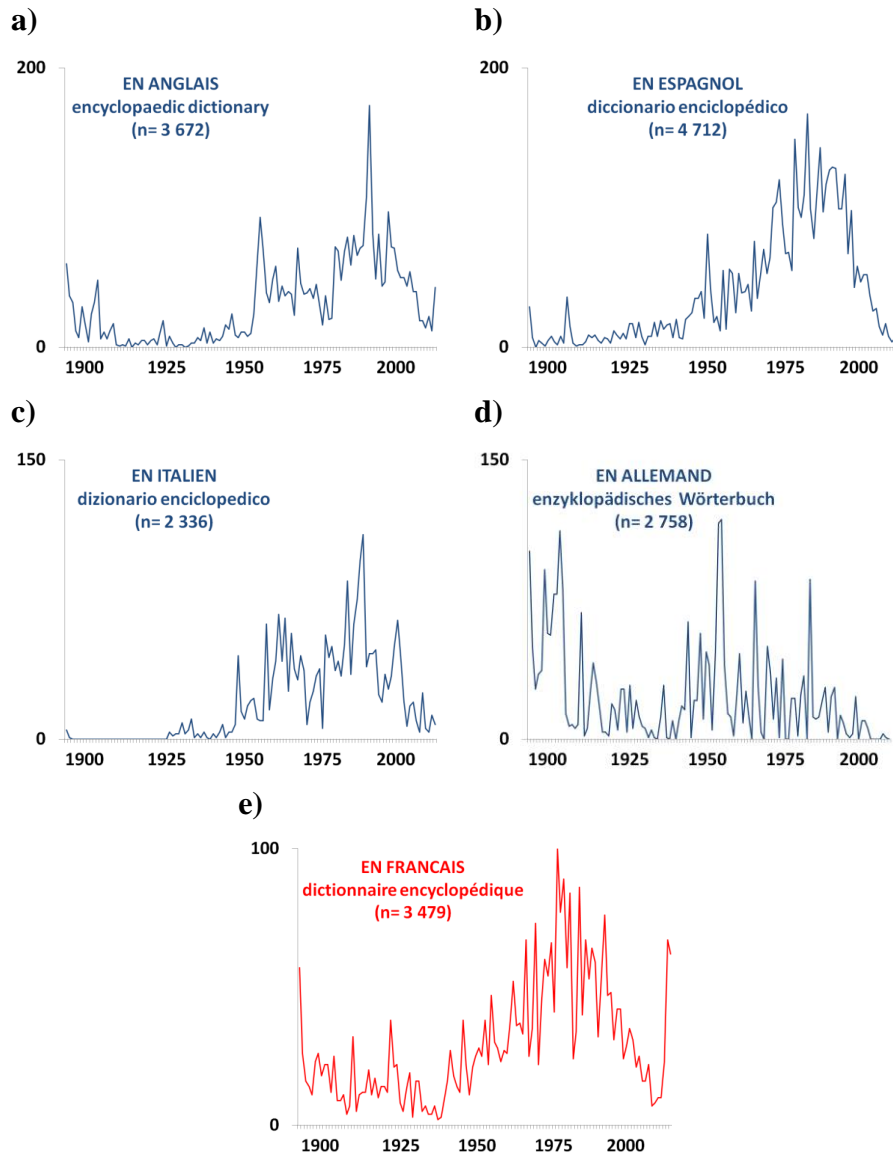 a)
200
EN ANGLAIS
encyclopaedic dictionary
(n= 3 672)
0
1900 1925 1950 1975 2000
b)
200
EN ESPAGNOL
diccionario enciclopédico
(n= 4 712)
0
1900 1925 1950 1975 2000
c)
150
EN ITALIEN
dizionario enciclopedico
(n= 2 336)
0
1900 1925 1950 1975 2000
d)
150
EN ALLEMAND
enzyklopädisches Wörterbuch
(n= 2 758)
0
1900 1925 1950 1975 2000
e)
100
EN FRANCAIS
dictionnaire encyclopédique
(n= 3 479)
0
1900 1925 1950 1975 2000